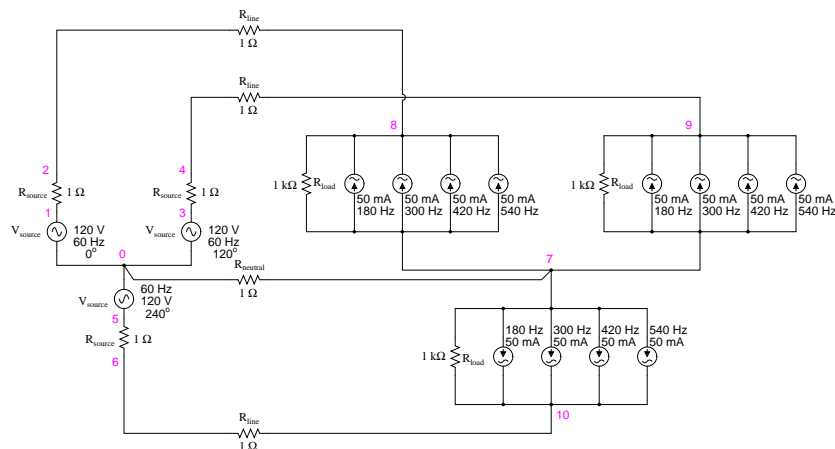 R_line
1 Ω
R_line
1 Ω
8
9
2
4
R_source
1 Ω
R_source
1 Ω
1 kΩ
R_load
50 mA
180 Hz
50 mA
300 Hz
50 mA
420 Hz
50 mA
540 Hz
1 kΩ
R_load
50 mA
180 Hz
50 mA
300 Hz
50 mA
420 Hz
50 mA
540 Hz
1
3
V_source
120 V
60 Hz
0°
V_source
120 V
60 Hz
120°
0
7
R_neutral
1 Ω
V_source
60 Hz
120 V
240°
5
R_source
1 Ω
6
1 kΩ
R_load
180 Hz
50 mA
300 Hz
50 mA
420 Hz
50 mA
540 Hz
50 mA
10
R_line
1 Ω